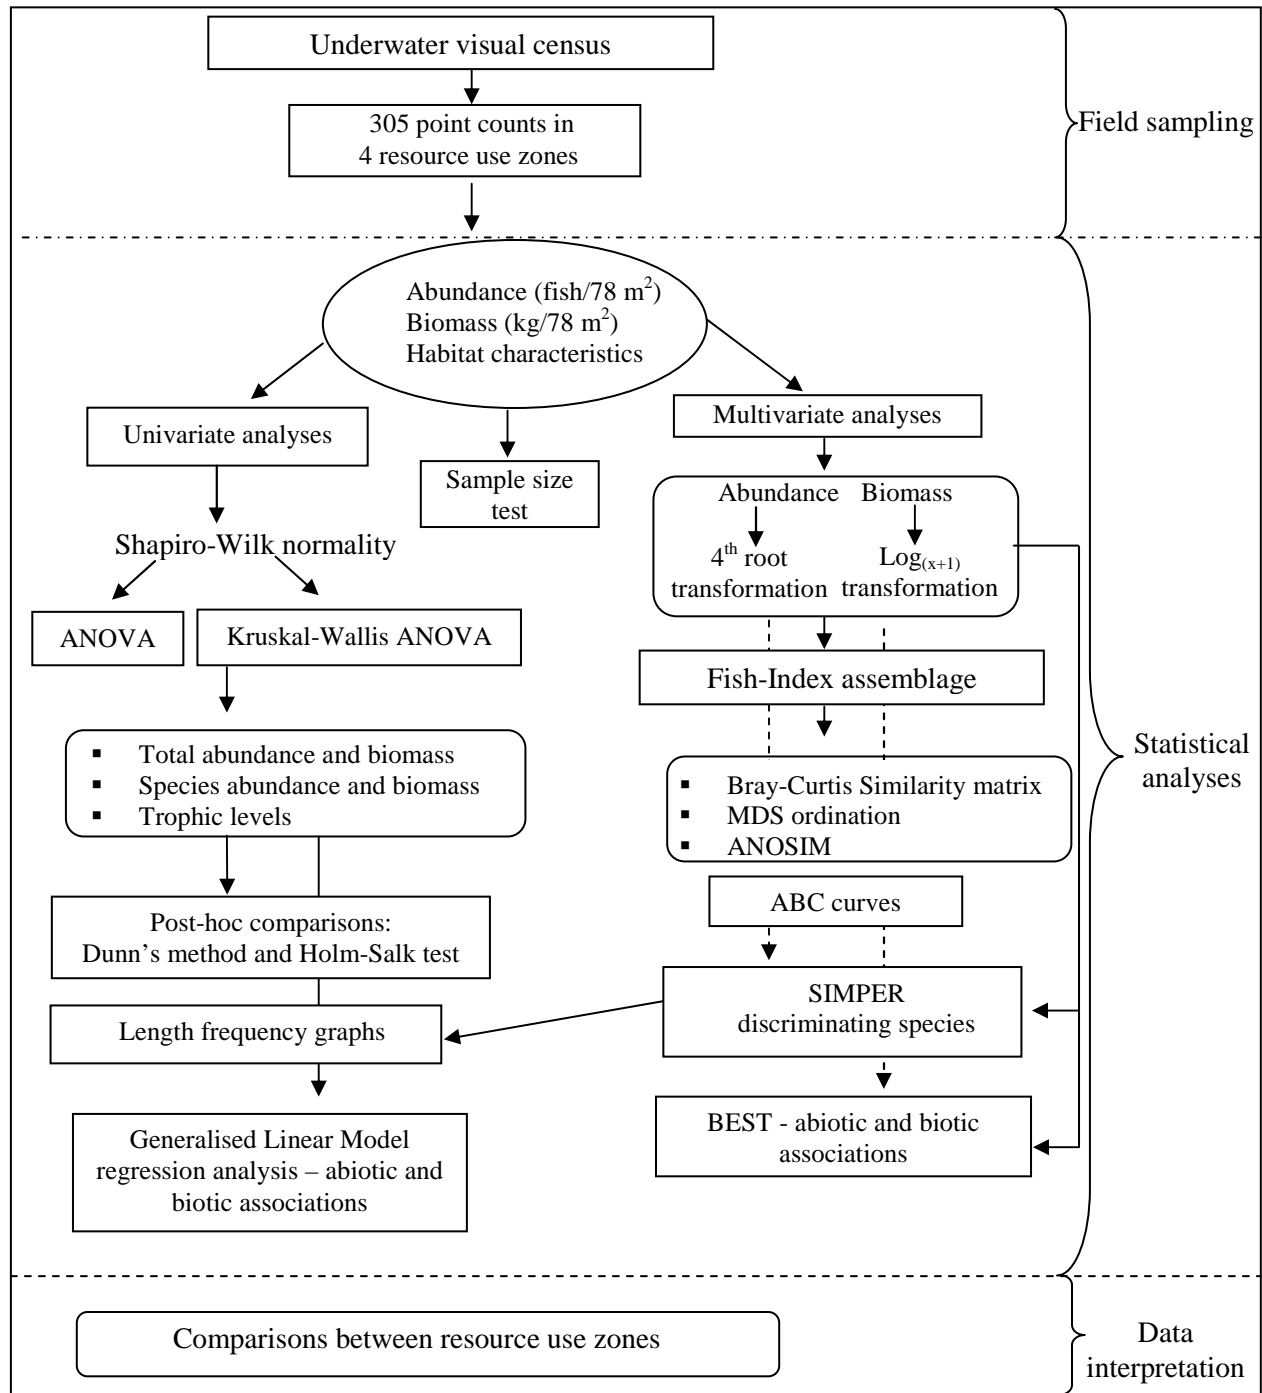 Underwater visual census
305 point counts in
4 resource use zones
Field sampling
Abundance (fish/78 m²)
Biomass (kg/78 m²)
Habitat characteristics
Univariate analyses
Sample size
test
Multivariate analyses
Shapiro-Wilk normality
Abundance Biomass
4th root
transformation
Log(x+1)
transformation
ANOVA
Kruskal-Wallis ANOVA
Fish-Index assemblage
▪ Total abundance and biomass
▪ Species abundance and biomass
▪ Trophic levels
▪ Bray-Curtis Similarity matrix
▪ MDS ordination
▪ ANOSIM
Statistical
analyses
Post-hoc comparisons:
Dunn’s method and Holm-Salk test
ABC curves
Length frequency graphs
SIMPER
discriminating species
Generalised Linear Model
regression analysis – abiotic and
biotic associations
BEST - abiotic and biotic
associations
Comparisons between resource use zones
Data
interpretation